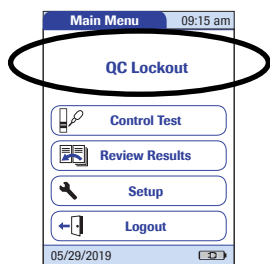 Main Menu 09:15 am
QC Lockout
Control Test
Review Results
Setup
Logout
05/29/2019